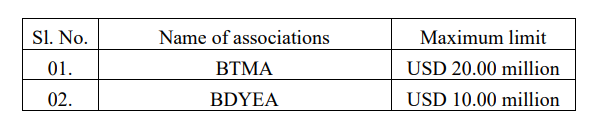 Sl. No. Name of associations Maximum limit
01. BTMA USD 20.00 million
02. BDYEA USD 10.00 million